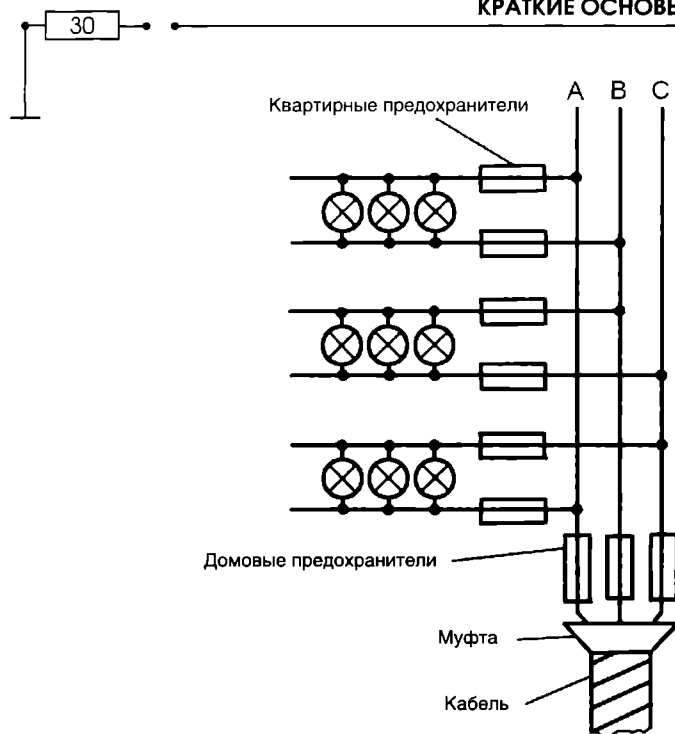 30
КРАТКИЕ ОСНОВЫ
Квартирные предохранители
A B C
Домовые предохранители
Муфта
Кабель